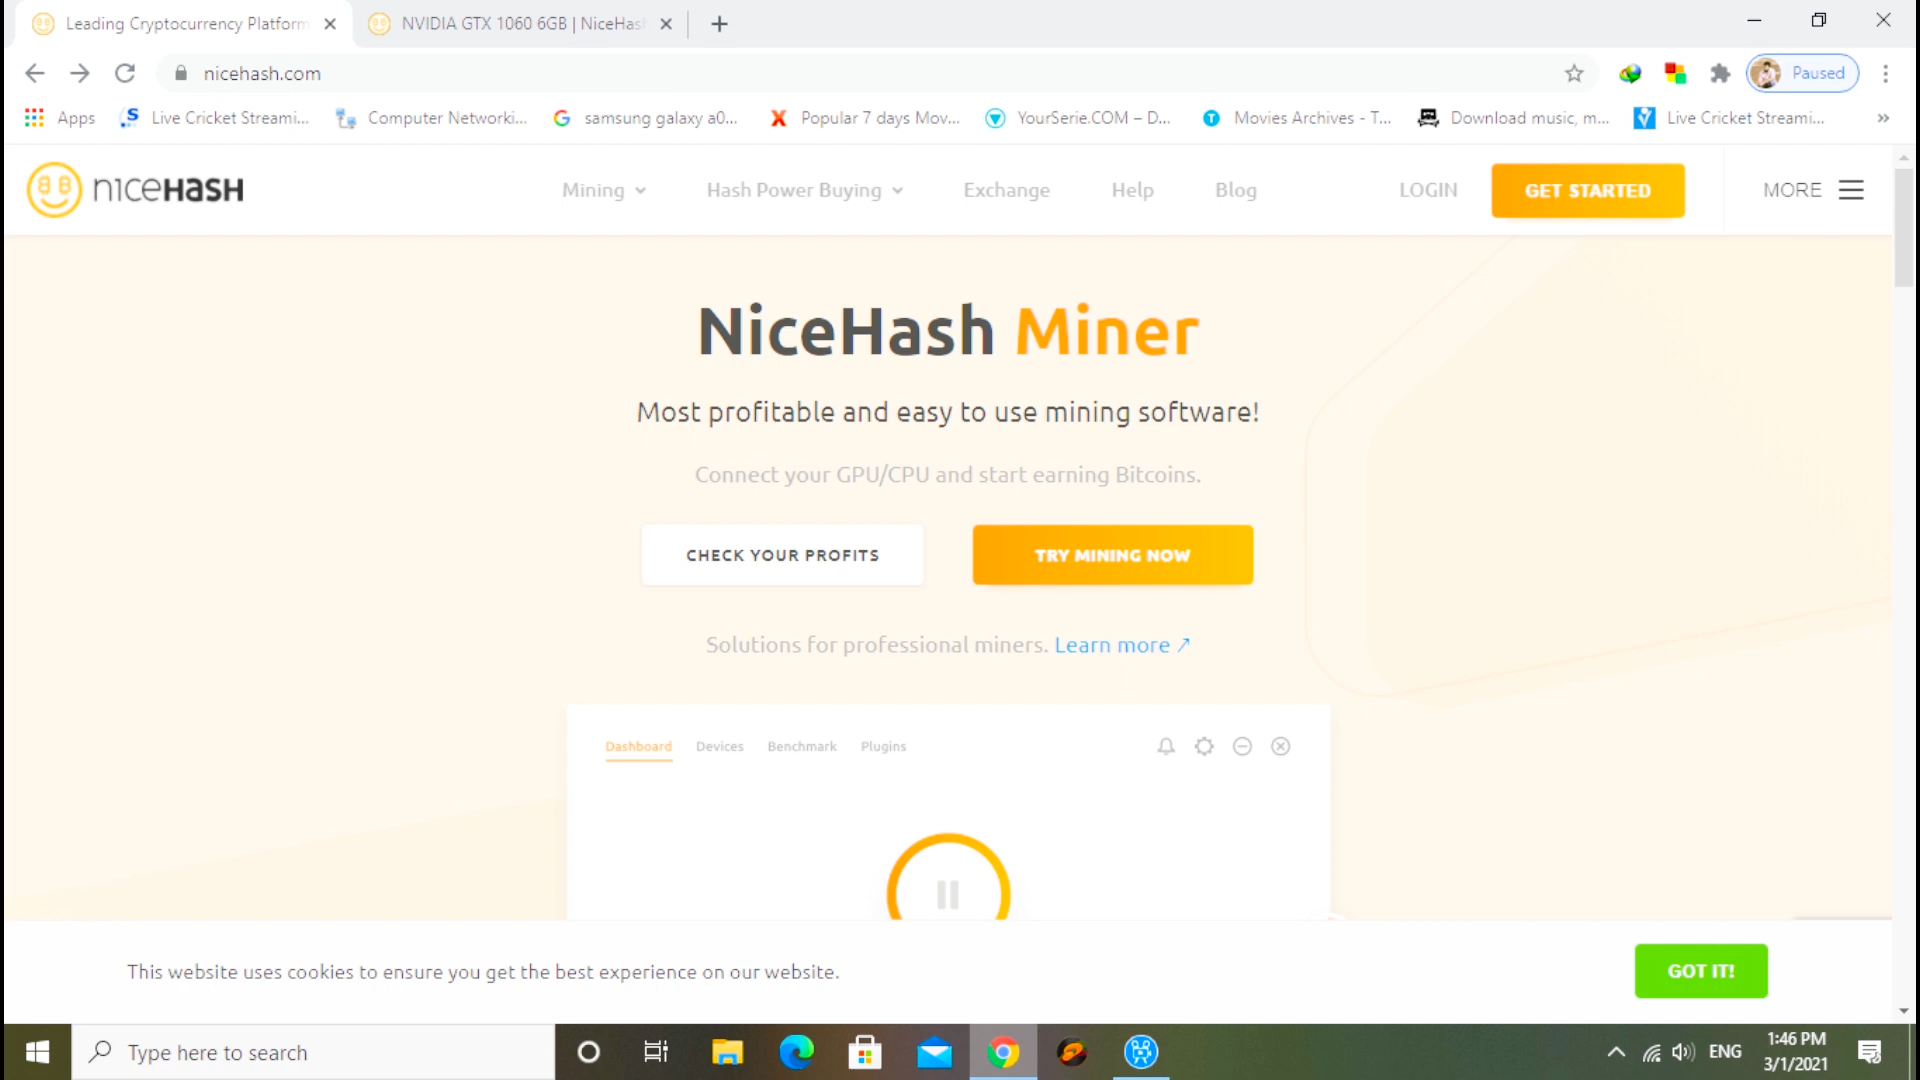 Leading Cryptocurrency Platform
NVIDIA GTX 1060 6GB | NiceHas
nicehash.com
Paused
Apps
Live Cricket Streami...
Computer Networki...
samsung galaxy a0...
Popular 7 days Mov...
YourSerie.COM – D...
Movies Archives - T...
Download music, m...
Live Cricket Streami...
nıceHasH
Mining
Hash Power Buying
Exchange
Help
Blog
LOGIN
GET STARTED
MORE
NiceHash Miner
Most profitable and easy to use mining software!
Connect your GPU/CPU and start earning Bitcoins.
CHECK YOUR PROFITS
TRY MINING NOW
Solutions for professional miners. Learn more ↗
Dashboard
Devices
Benchmark
Plugins
This website uses cookies to ensure you get the best experience on our website.
GOT IT!
Type here to search
ENG
1:46 PM
3/1/2021